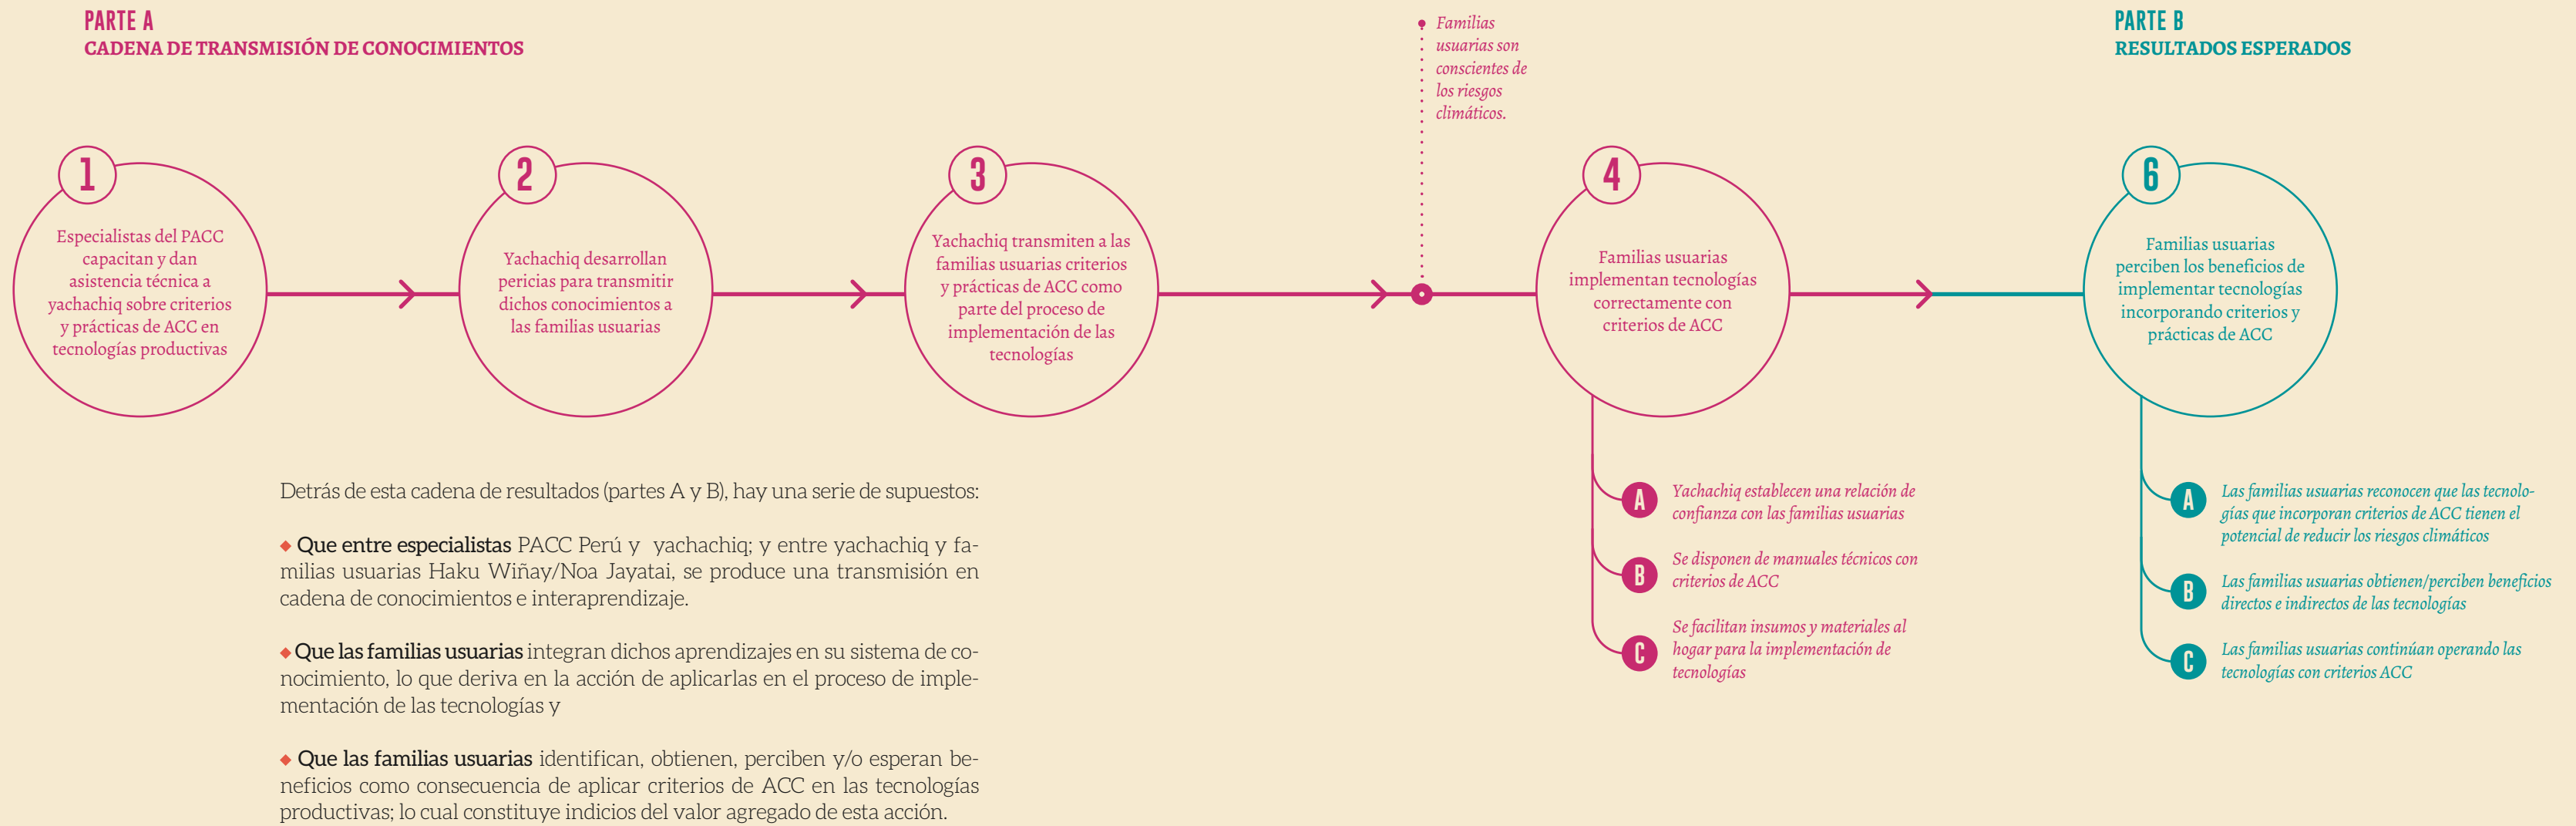 PARTE A
CADENA DE TRANSMISIÓN DE CONOCIMIENTOS
1
Especialistas del PACC
capacitan y dan
asistencia técnica a
yachachiq sobre criterios
y prácticas de ACC en
tecnologías productivas
2
Yachachiq desarrollan
pericias para transmitir
dichos conocimientos a
las familias usuarias
3
Yachachiq transmiten a las
familias usuarias criterios
y prácticas de ACC como
parte del proceso de
implementación de las
tecnologías
Familias
usuarias son
conscientes de
los riesgos
climáticos.
4
Familias usuarias
implementan tecnologías
correctamente con
criterios de ACC
A
Yachachiq establecen una relación de
confianza con las familias usuarias
B
Se disponen de manuales técnicos con
criterios de ACC
C
Se facilitan insumos y materiales al
hogar para la implementación de
tecnologías
PARTE B
RESULTADOS ESPERADOS
6
Familias usuarias
perciben los beneficios de
implementar tecnologías
incorporando criterios y
prácticas de ACC
A
Las familias usuarias reconocen que las tecnolo-
gías que incorporan criterios de ACC tienen el
potencial de reducir los riesgos climáticos
B
Las familias usuarias obtienen/perciben beneficios
directos e indirectos de las tecnologías
C
Las familias usuarias continúan operando las
tecnologías con criterios ACC
Detrás de esta cadena de resultados (partes A y B), hay una serie de supuestos:
◆ Que entre especialistas PACC Perú y yachachiq; y entre yachachiq y fa-
milias usuarias Haku Wiñay/Noa Jayatai, se produce una transmisión en
cadena de conocimientos e interaprendizaje.
◆ Que las familias usuarias integran dichos aprendizajes en su sistema de co-
nocimiento, lo que deriva en la acción de aplicarlas en el proceso de imple-
mentación de las tecnologías y
◆ Que las familias usuarias identifican, obtienen, perciben y/o esperan be-
neficios como consecuencia de aplicar criterios de ACC en las tecnologías
productivas; lo cual constituye indicios del valor agregado de esta acción.